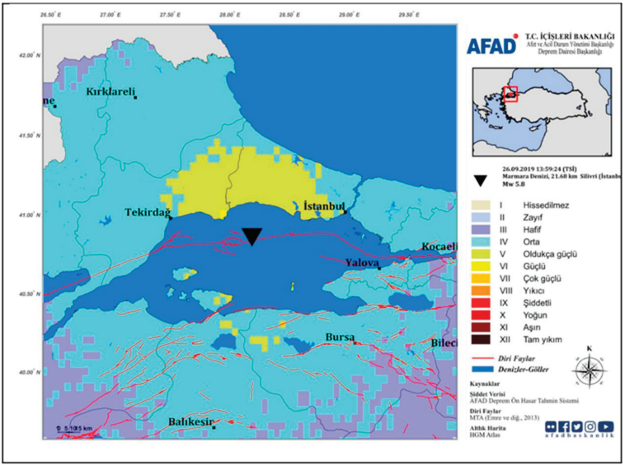 26.50°E 27.00°E 28.00°E 28.50°E 29.50°E
42.00°N
41.50°N
41.00°N
40.50°N
40.00°N
ne
Kırklareli
Tekirdağ
İstanbul
Yalova
Kocaeli
Bursa
Bileci
Balıkesir
AFAD
T.C. İÇİŞLERİ BAKANLIĞI
Afet ve Acil Durum Yönetimi Başkanlığı
Deprem Dairesi Başkanlığı
26.09.2019 13:59:24 (TSİ)
Marmara Denizi, 21.68 km Silivri (İstanbu
Mw 5.8
I Hissedilmez
II Zayıf
III Hafif
IV Orta
V Oldukça güçlü
VI Güçlü
VII Çok güçlü
VIII Yıkıcı
IX Şiddetli
X Yoğun
XI Aşırı
XII Tam yıkım
Diri Faylar
Denizler-Göller
K
Kaynaklar
Şiddet Verisi
AFAD Deprem Ön Hasar Tahmin Sistemi
Diri Faylar
MTA (Emre ve diğ., 2013)
Altlık Harita
HGM Atlas
afadbaskanlik